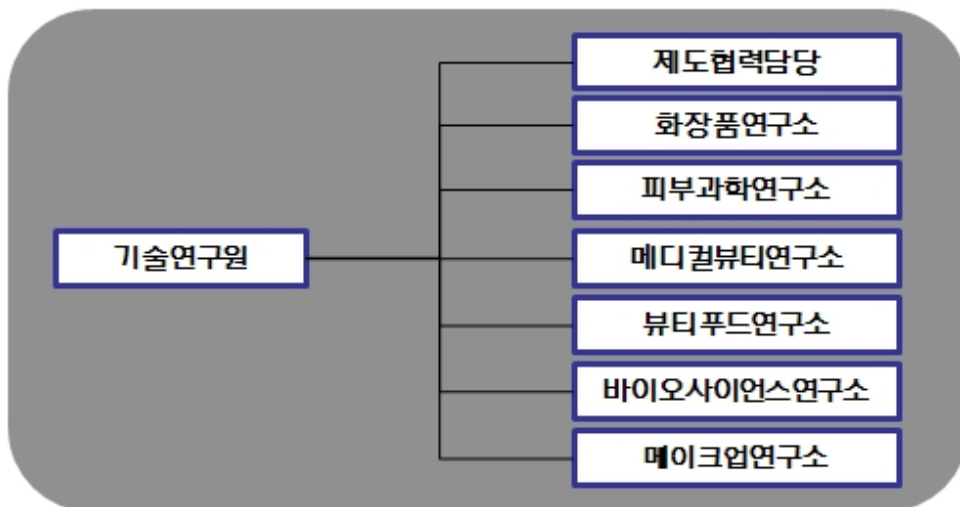 제도협력담당
화장품연구소
피부과학연구소
기술연구원
메디컬뷰티연구소
뷰티푸드연구소
바이오사이언스연구소
메이크업연구소